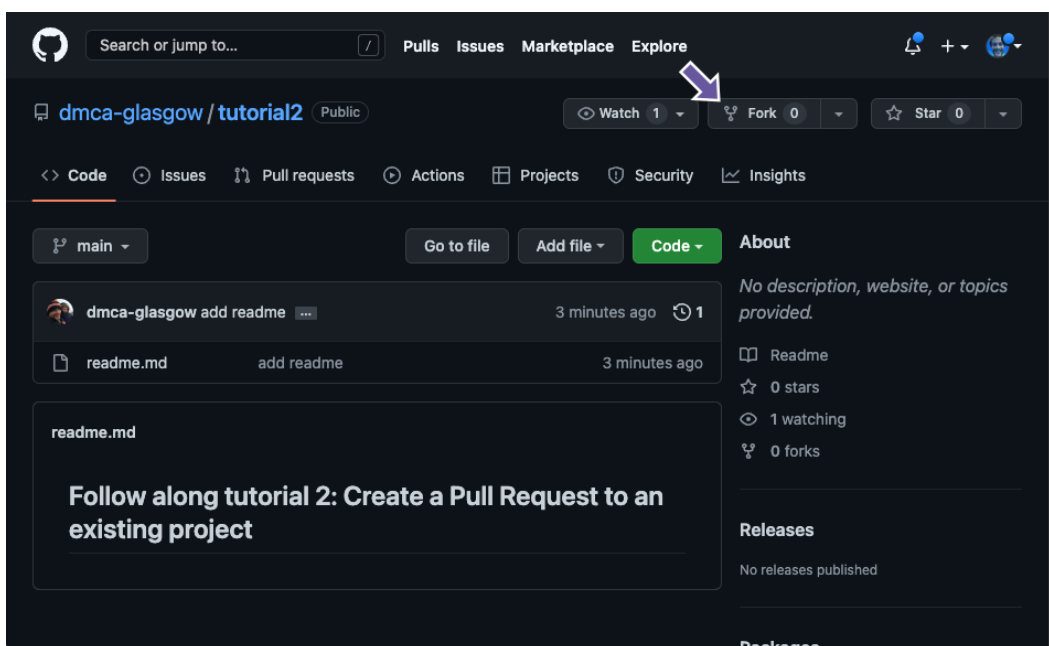 Search or jump to... / Pulls Issues Marketplace Explore
dmca-glasgow / tutorial2 Public Watch 1 Fork 0 Star 0
<> Code Issues Pull requests Actions Projects Security Insights
main Go to file Add file Code
dmca-glasgow add readme ... 3 minutes ago 1
readme.md add readme 3 minutes ago
readme.md
Follow along tutorial 2: Create a Pull Request to an
existing project
About
No description, website, or topics
provided.
Readme
0 stars
1 watching
0 forks
Releases
No releases published